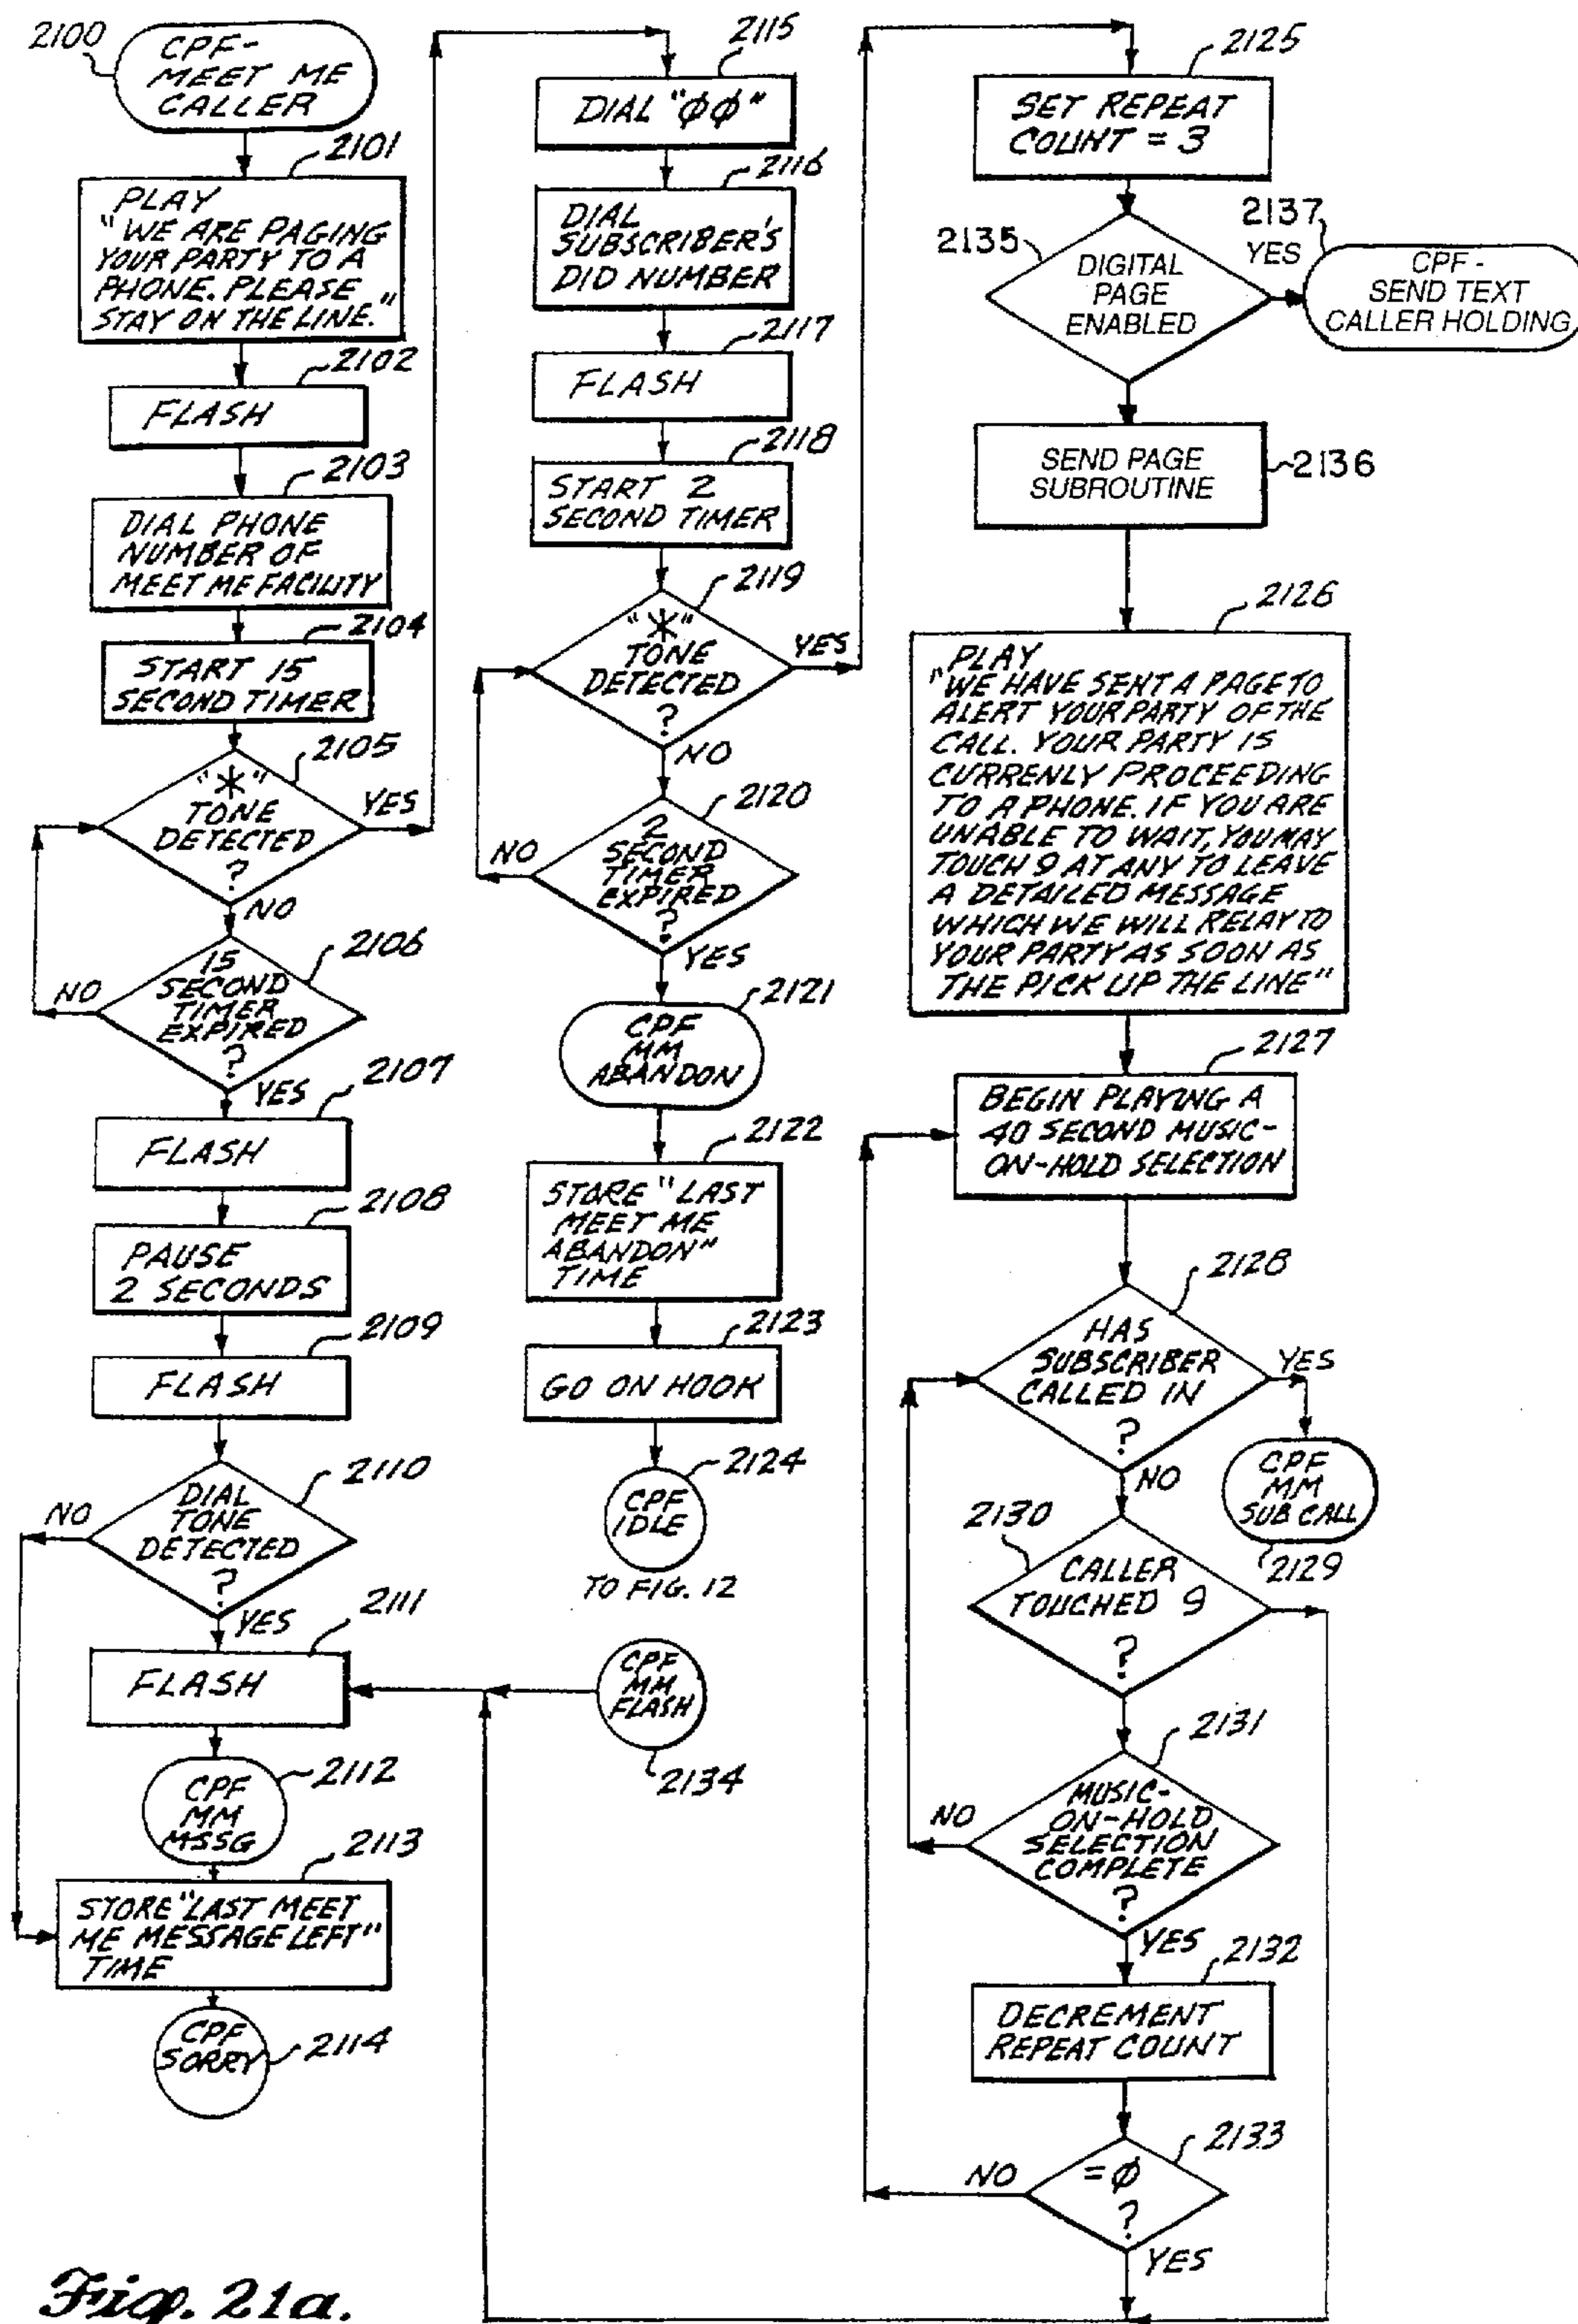 2100
CPF-
MEET ME
CALLER
2101
PLAY
"WE ARE PAGING
YOUR PARTY TO A
PHONE. PLEASE
STAY ON THE LINE."
2102
FLASH
2103
DIAL PHONE
NUMBER OF
MEET ME FACILITY
2104
START 15
SECOND TIMER
2105
"*"
TONE
DETECTED
?
YES
NO
2106
15
SECOND
TIMER
EXPIRED
?
NO
YES
2107
FLASH
2108
PAUSE
2 SECONDS
2109
FLASH
2110
DIAL
TONE
DETECTED
?
NO
YES
2111
FLASH
2112
CPF
MM
MSSG
2113
STORE "LAST MEET
ME MESSAGE LEFT"
TIME
2114
CPF
SORRY
2115
DIAL "ϕϕ"
2116
DIAL
SUBSCRIBER'S
DID NUMBER
2117
FLASH
2118
START 2
SECOND TIMER
2119
"*"
TONE
DETECTED
?
YES
NO
2120
2
SECOND
TIMER
EXPIRED
?
NO
YES
2121
CPF
MM
ABANDON
2122
STORE "LAST
MEET ME
ABANDON"
TIME
2123
GO ON HOOK
2124
CPF
IDLE
TO FIG. 12
CPF
MM
FLASH
2134
2125
SET REPEAT
COUNT = 3
2135
DIGITAL
PAGE
ENABLED
YES
2137
CPF -
SEND TEXT
CALLER HOLDING
SEND PAGE
SUBROUTINE
2136
2126
PLAY
"WE HAVE SENT A PAGE TO
ALERT YOUR PARTY OF THE
CALL. YOUR PARTY IS
CURRENLY PROCEEDING
TO A PHONE. IF YOU ARE
UNABLE TO WAIT, YOU MAY
TOUCH 9 AT ANY TO LEAVE
A DETAILED MESSAGE
WHICH WE WILL RELAY TO
YOUR PARTY AS SOON AS
THE PICK UP THE LINE"
2127
BEGIN PLAYING A
40 SECOND MUSIC-
ON-HOLD SELECTION
2128
HAS
SUBSCRIBER
CALLED IN
?
YES
NO
CPF
MM
SUB CALL
2129
2130
CALLER
TOUCHED 9
?
2131
MUSIC-
ON-HOLD
SELECTION
COMPLETE
?
NO
YES
2132
DECREMENT
REPEAT COUNT
2133
=ϕ
?
NO
YES
Fig. 21a.